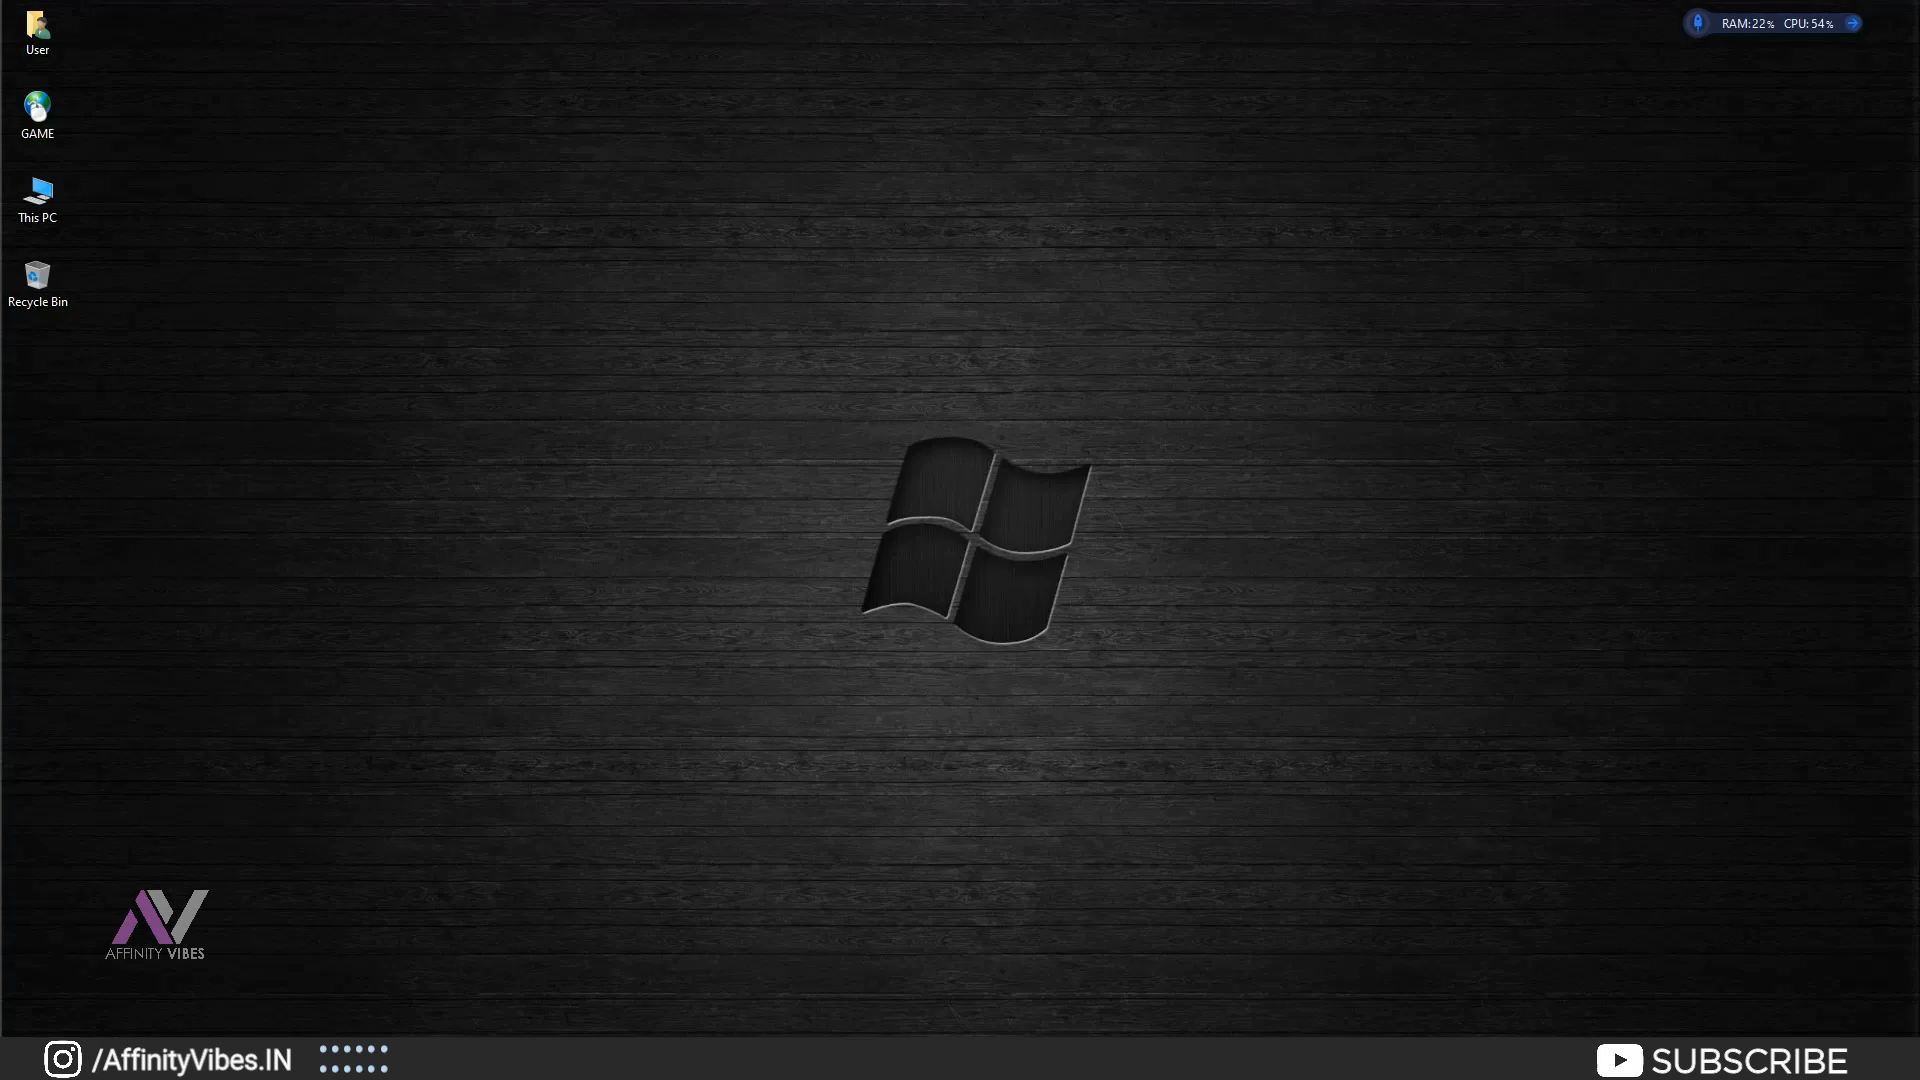 User
RAM:22% CPU:54%
GAME
This PC
Recycle Bin
AFFINITY VIBES
/AffinityVibes.IN
SUBSCRIBE